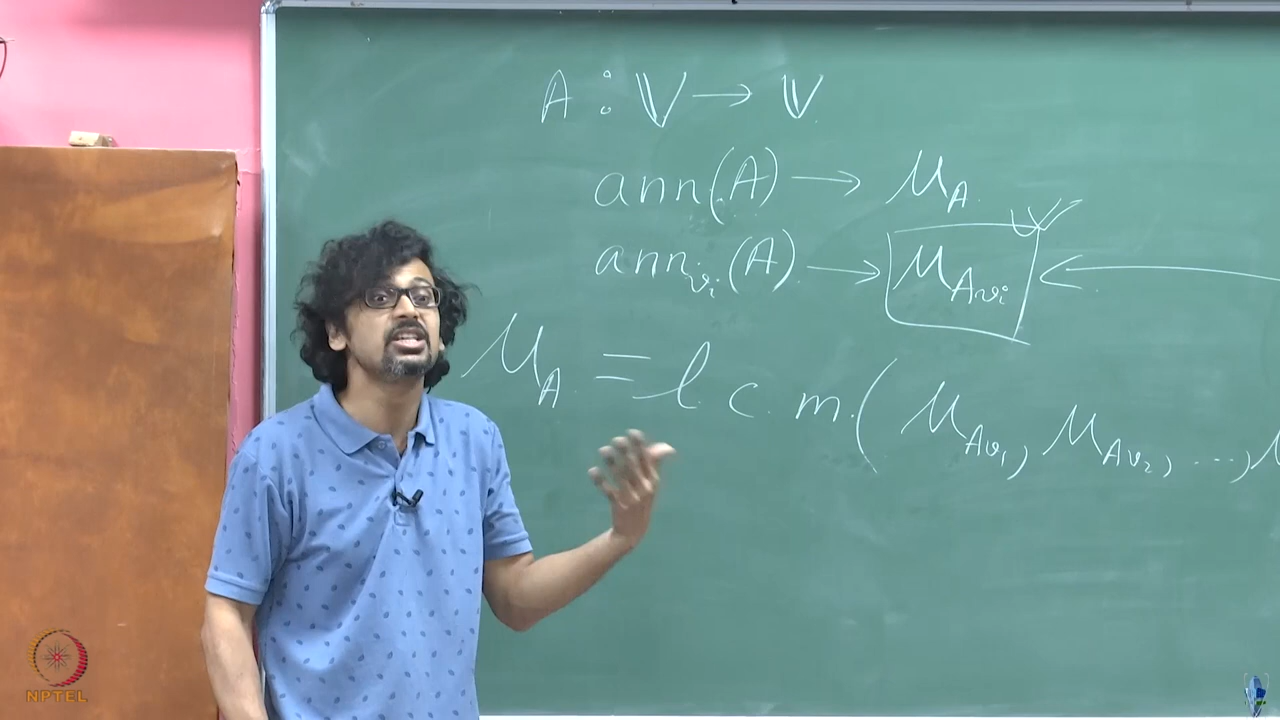 A : 𝕍 → 𝕍
ann(A) → μ_A
ann_{v_i}(A) → μ_{Av_i} ←
μ_A = l.c.m.(μ_{Av_1}, μ_{Av_2}, ..., μ
NPTEL